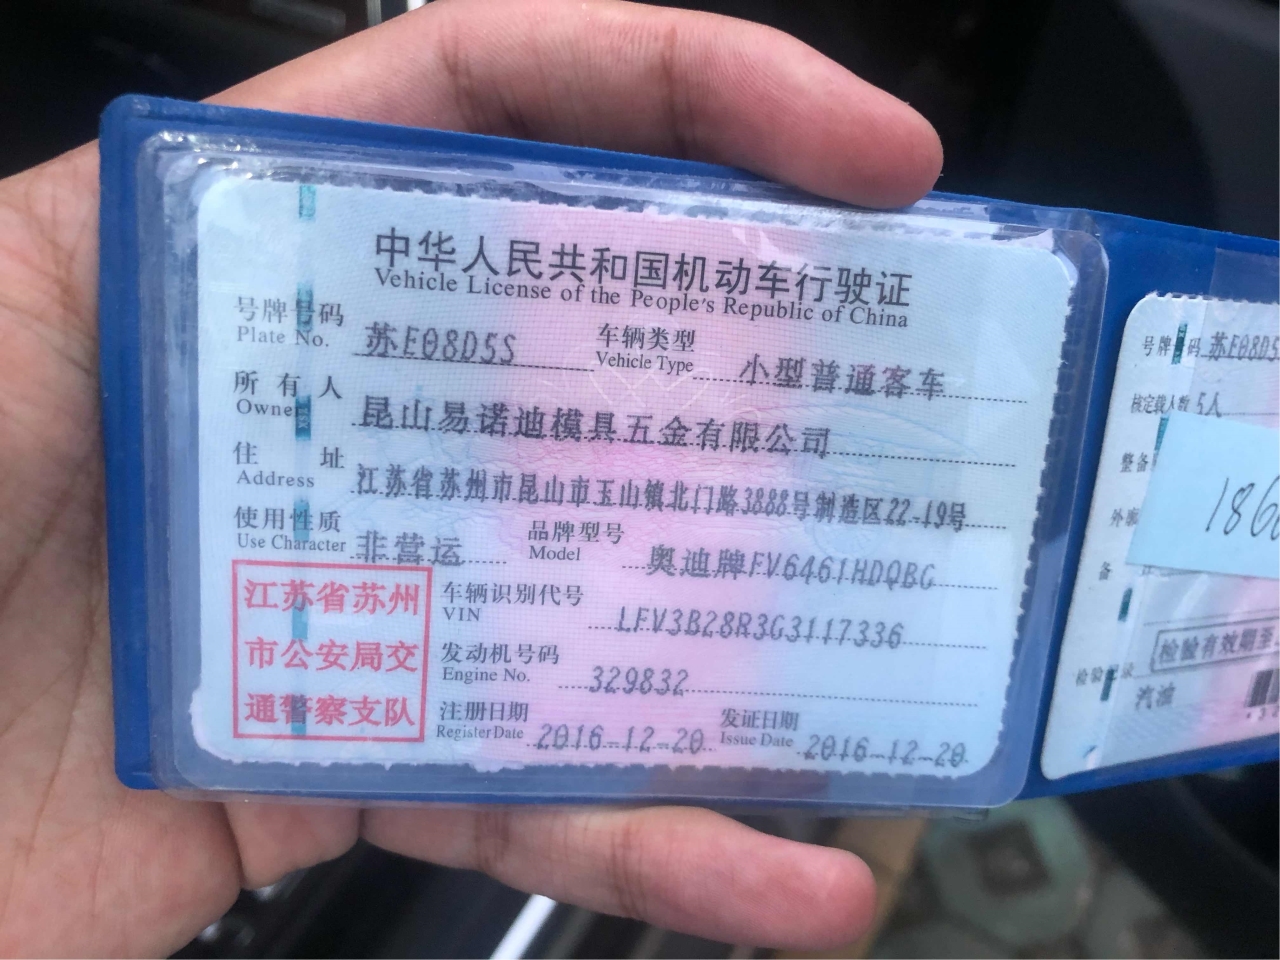 中华人民共和国机动车行驶证
Vehicle License of the People's Republic of China
号牌号码 苏E08D5S 车辆类型 小型普通客车
Plate No. Vehicle Type
所有人 昆山易诺迪模具五金有限公司
Owner
住址 江苏省苏州市昆山市玉山镇北门路3888号制造区22-19号
Address
使用性质 非营运 品牌型号 奥迪牌FV6461HDQBG
Use Character Model
江苏省苏州
市公安局交
通警察支队
车辆识别代号 LFV3B28R3G3117336
VIN
发动机号码 329832
Engine No.
注册日期 2016-12-20 发证日期 2016-12-20
Register Date Issue Date
号牌 码 苏E08D5
核定载人数 5人
整备
外廓
备
186
检验有效期至
检验 录
汽油